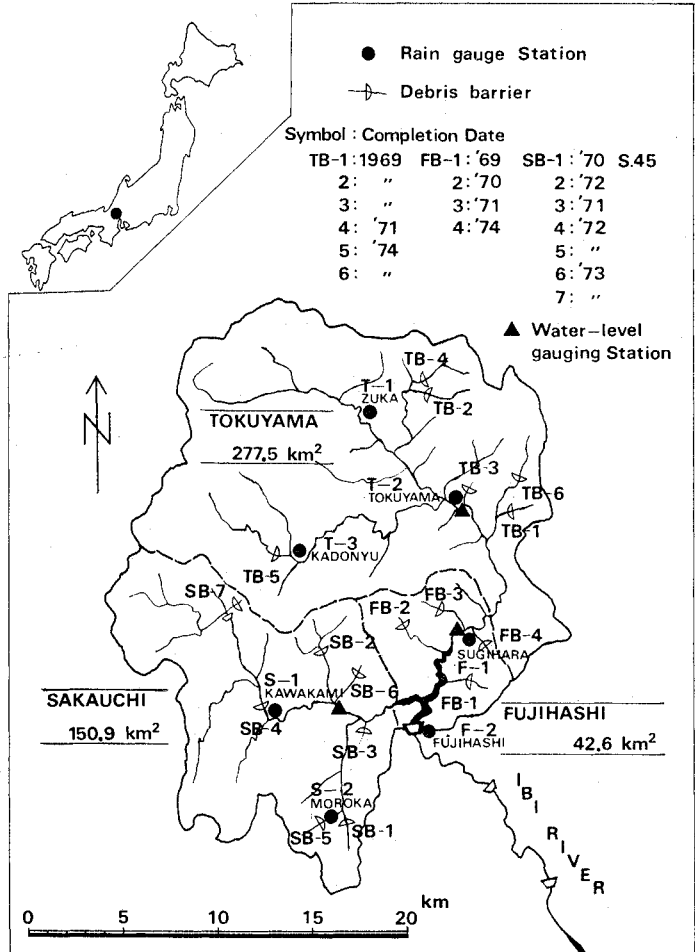 Rain gauge Station
Debris barrier
Symbol : Completion Date
TB-1 : 1969 FB-1 : '69 SB-1 : '70 S.45
2 : 〃 2 : '70 2 : '72
3 : 〃 3 : '71 3 : '71
4 : '71 4 : '74 4 : '72
5 : '74 5 : 〃
6 : 〃 6 : '73
7 : 〃
Water-level
gauging Station
N
TB-4
T-1
ZUKA
TB-2
TOKUYAMA
277.5 km²
T-2
TOKUYAMA
TB-3
TB-6
TB-1
T-3
KADONYU
TB-5
SB-7
FB-2
FB-3
FB-4
SUGIHARA
F-1
SB-2
S-1
KAWAKAMI
SB-6
FB-1
SAKAUCHI
150.9 km²
SB-4
SB-3
F-2
FUJIHASHI
FUJIHASHI
42.6 km²
S-2
MOROKA
SB-5
SB-1
IBI RIVER
km
0 5 10 15 20